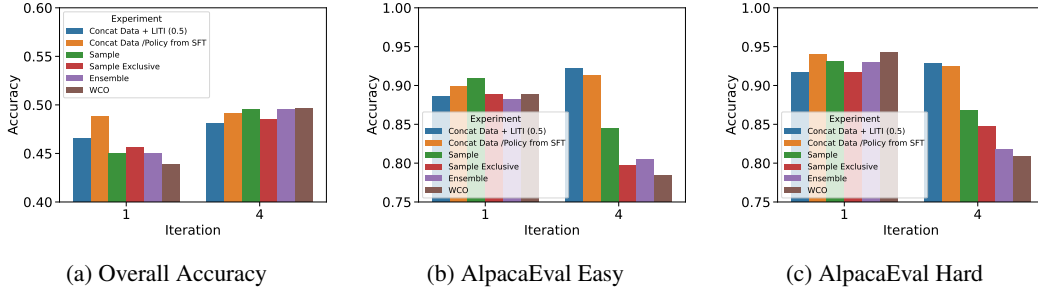 0.60
0.55
0.50
0.45
0.40
Accuracy
Experiment
Concat Data + LITI (0.5)
Concat Data /Policy from SFT
Sample
Sample Exclusive
Ensemble
WCO
1
4
Iteration
(a) Overall Accuracy
1.00
0.95
0.90
0.85
0.80
0.75
Accuracy
Experiment
Concat Data + LITI (0.5)
Concat Data /Policy from SFT
Sample
Sample Exclusive
Ensemble
WCO
1
4
Iteration
(b) AlpacaEval Easy
1.00
0.95
0.90
0.85
0.80
0.75
Accuracy
Experiment
Concat Data + LITI (0.5)
Concat Data /Policy from SFT
Sample
Sample Exclusive
Ensemble
WCO
1
4
Iteration
(c) AlpacaEval Hard